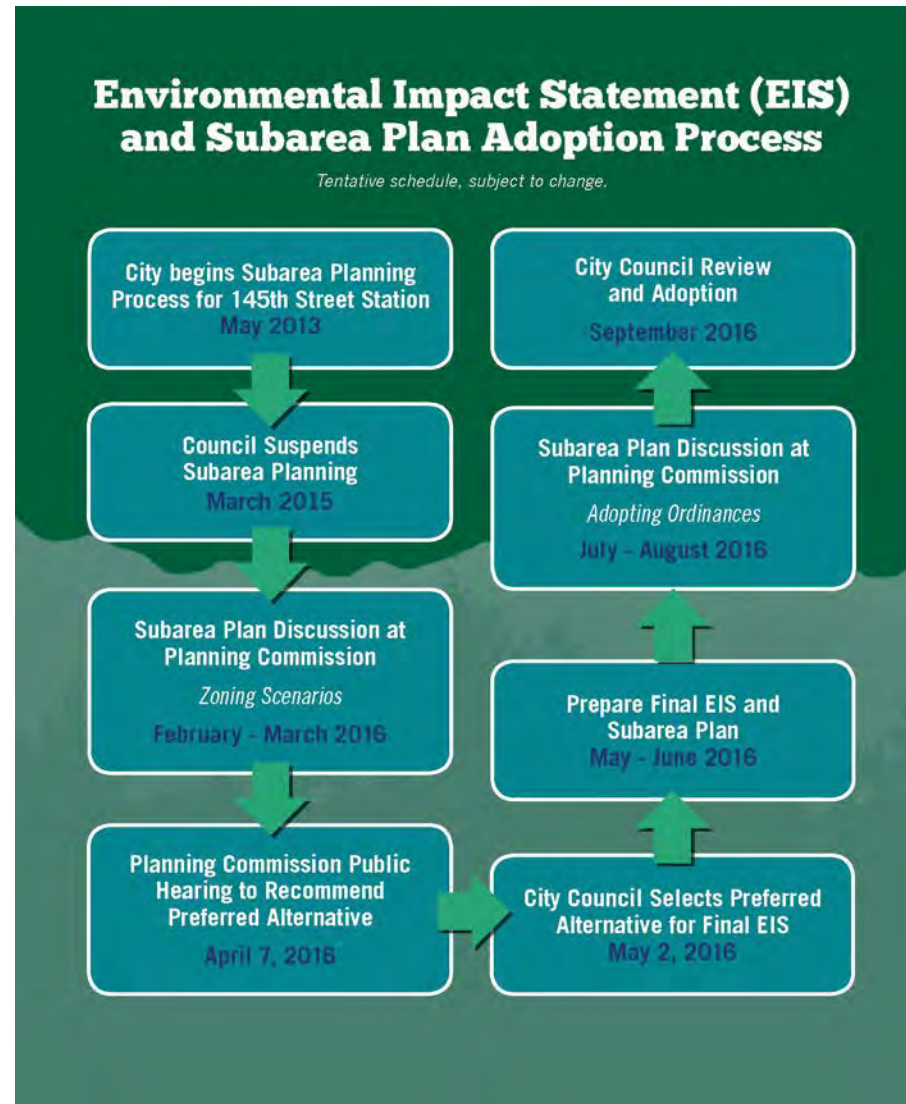 Environmental Impact Statement (EIS)
and Subarea Plan Adoption Process
Tentative schedule, subject to change.
City begins Subarea Planning
Process for 145th Street Station
May 2013
Council Suspends
Subarea Planning
March 2015
Subarea Plan Discussion at
Planning Commission
Zoning Scenarios
February - March 2016
Planning Commission Public
Hearing to Recommend
Preferred Alternative
April 7, 2016
City Council Selects Preferred
Alternative for Final EIS
May 2, 2016
Prepare Final EIS and
Subarea Plan
May - June 2016
Subarea Plan Discussion at
Planning Commission
Adopting Ordinances
July - August 2016
City Council Review
and Adoption
September 2016